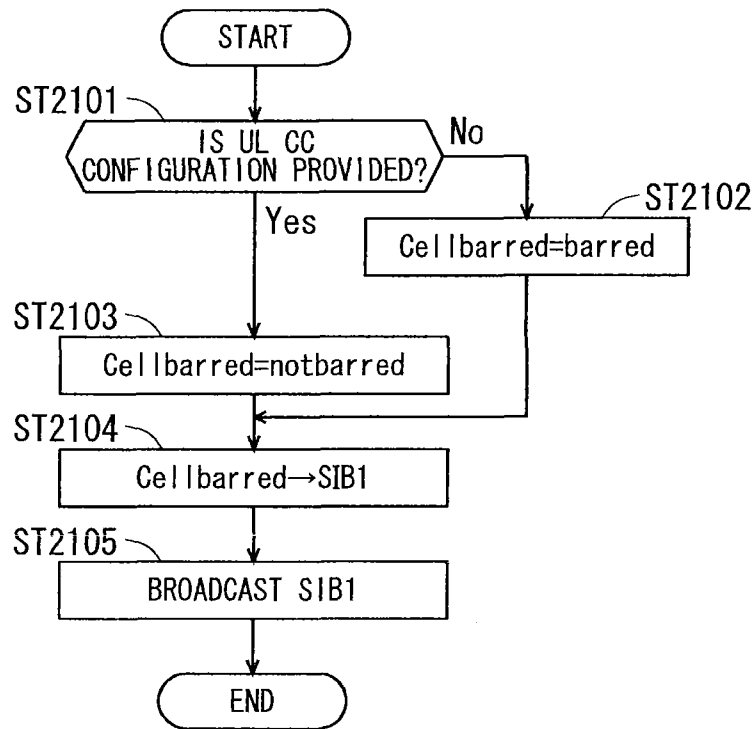 START
ST2101
IS UL CC
CONFIGURATION PROVIDED?
No
Yes
ST2102
Cellbarred=barred
ST2103
Cellbarred=notbarred
ST2104
Cellbarred→SIB1
ST2105
BROADCAST SIB1
END